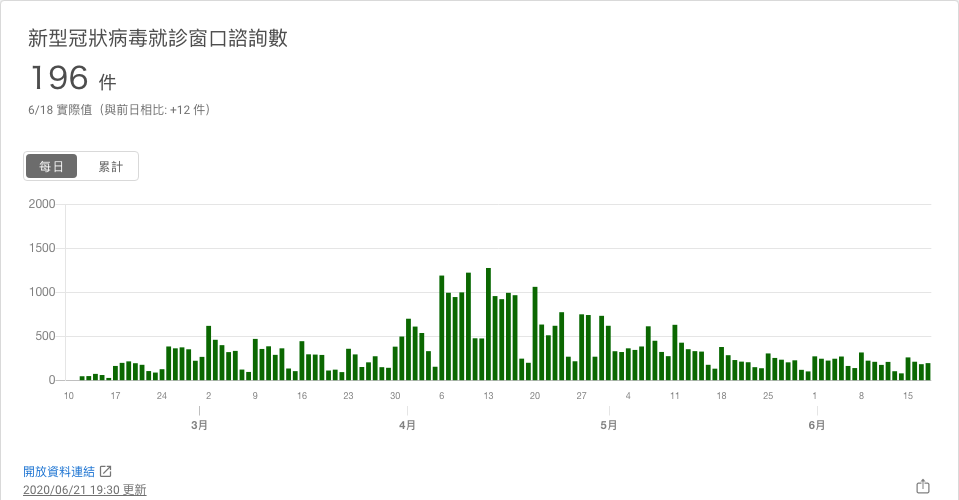 新型冠狀病毒就診窗口諮詢數
196 件
6/18 實際值（與前日相比: +12 件）
每日 累計
2000
1500
1000
500
0
10 17 24 2 9 16 23 30 6 13 20 27 4 11 18 25 1 8 15
3月 4月 5月 6月
開放資料連結
2020/06/21 19:30 更新